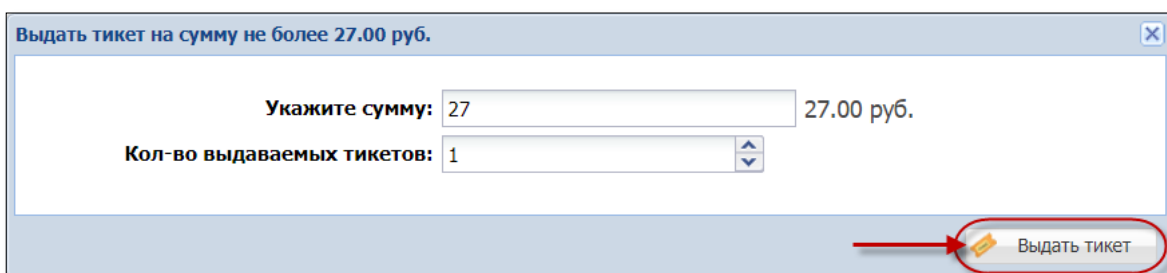 Выдать тикет на сумму не более 27.00 руб.
Укажите сумму: 27 27.00 руб.
Кол-во выдаваемых тикетов: 1
Выдать тикет